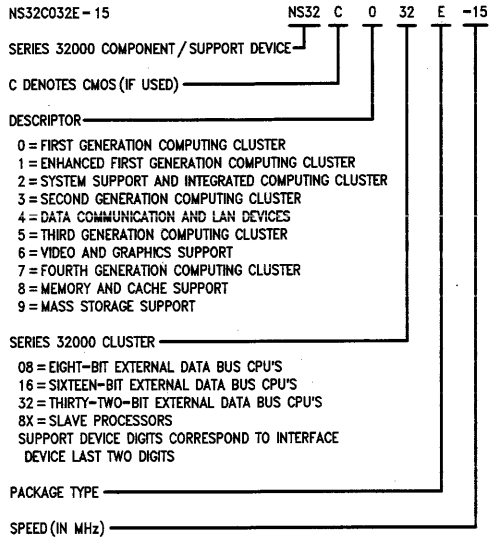 NS32C032E-15 NS32 C 0 32 E -15
SERIES 32000 COMPONENT/SUPPORT DEVICE
C DENOTES CMOS (IF USED)
DESCRIPTOR
0 = FIRST GENERATION COMPUTING CLUSTER
1 = ENHANCED FIRST GENERATION COMPUTING CLUSTER
2 = SYSTEM SUPPORT AND INTEGRATED COMPUTING CLUSTER
3 = SECOND GENERATION COMPUTING CLUSTER
4 = DATA COMMUNICATION AND LAN DEVICES
5 = THIRD GENERATION COMPUTING CLUSTER
6 = VIDEO AND GRAPHICS SUPPORT
7 = FOURTH GENERATION COMPUTING CLUSTER
8 = MEMORY AND CACHE SUPPORT
9 = MASS STORAGE SUPPORT
SERIES 32000 CLUSTER
08 = EIGHT-BIT EXTERNAL DATA BUS CPU'S
16 = SIXTEEN-BIT EXTERNAL DATA BUS CPU'S
32 = THIRTY-TWO-BIT EXTERNAL DATA BUS CPU'S
8X = SLAVE PROCESSORS
SUPPORT DEVICE DIGITS CORRESPOND TO INTERFACE
DEVICE LAST TWO DIGITS
PACKAGE TYPE
SPEED (IN MHz)